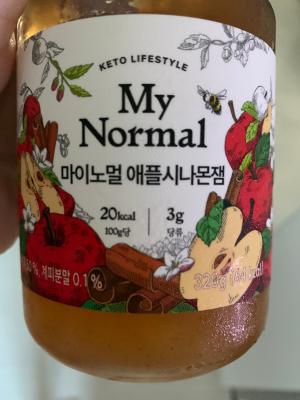 KETO LIFESTYLE
My
Normal
마이노멀 애플시나몬잼
20kcal
100g당
3g
당류
%, 계피분말 0.1%
320g